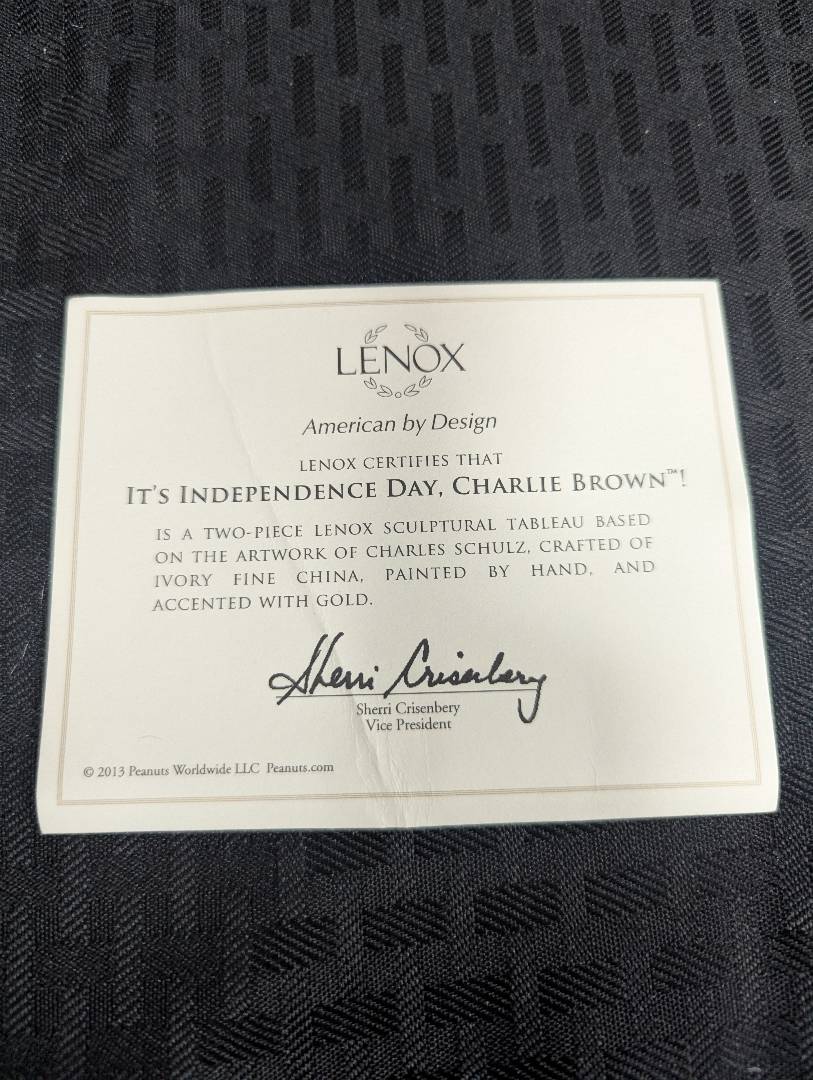 LENOX
American by Design
LENOX CERTIFIES THAT
IT'S INDEPENDENCE DAY, CHARLIE BROWN™!
IS A TWO-PIECE LENOX SCULPTURAL TABLEAU BASED
ON THE ARTWORK OF CHARLES SCHULZ, CRAFTED OF
IVORY FINE CHINA, PAINTED BY HAND, AND
ACCENTED WITH GOLD.
Sherri Crisenbery
Sherri Crisenbery
Vice President
© 2013 Peanuts Worldwide LLC Peanuts.com